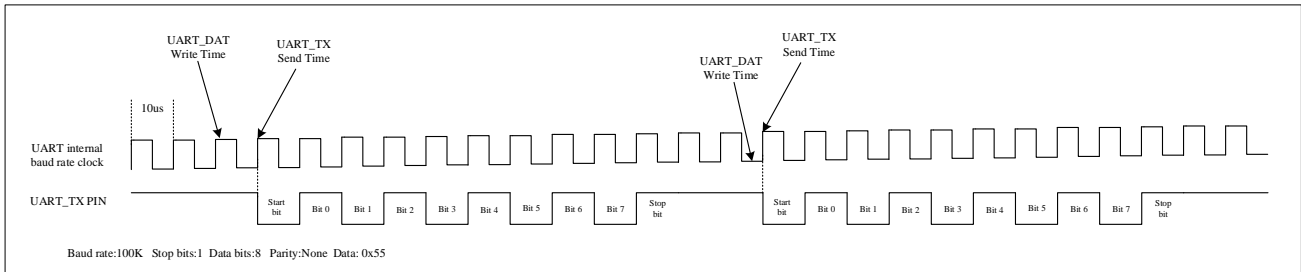 UART_DAT
Write Time
UART_TX
Send Time
UART_DAT
Write Time
UART_TX
Send Time
10us
UART internal
baud rate clock
UART_TX PIN
Start
bit
Bit 0
Bit 1
Bit 2
Bit 3
Bit 4
Bit 5
Bit 6
Bit 7
Stop
bit
Start
bit
Bit 0
Bit 1
Bit 2
Bit 3
Bit 4
Bit 5
Bit 6
Bit 7
Stop
bit
Baud rate:100K Stop bits:1 Data bits:8 Parity:None Data: 0x55